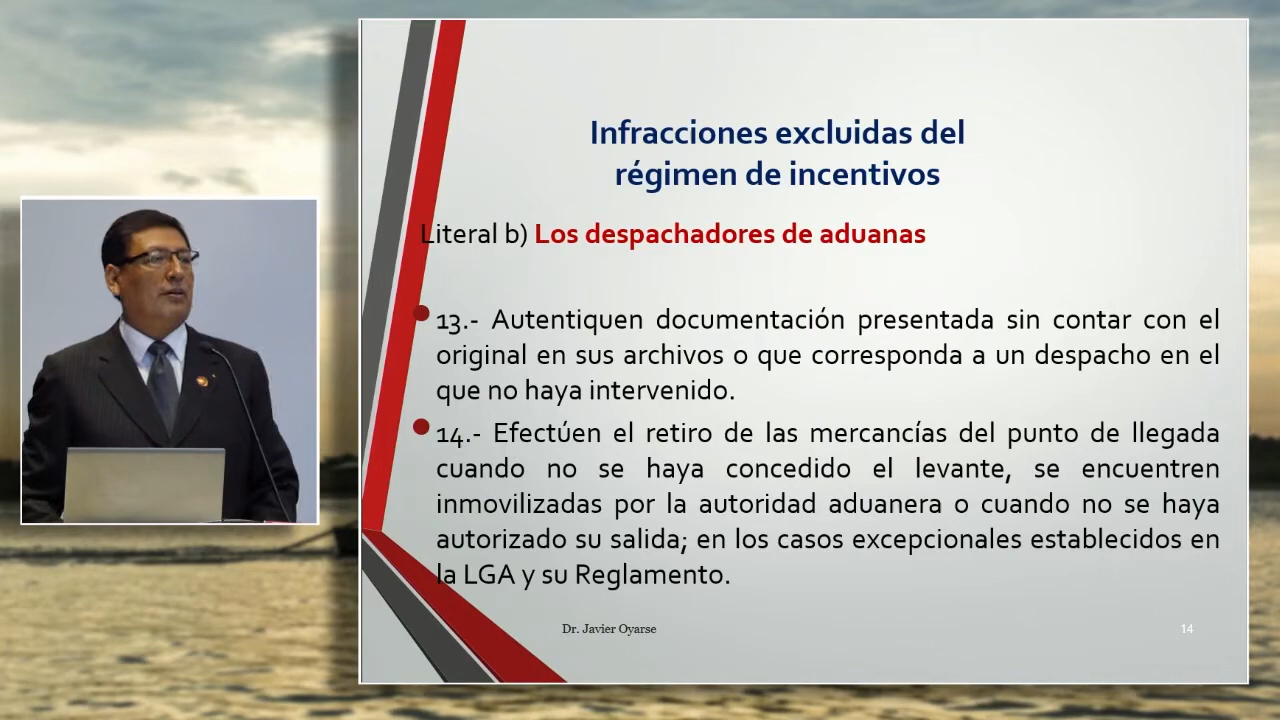 Infracciones excluidas del
régimen de incentivos
Literal b) Los despachadores de aduanas
13.- Autentiquen documentación presentada sin contar con el
original en sus archivos o que corresponda a un despacho en el
que no haya intervenido.
14.- Efectúen el retiro de las mercancías del punto de llegada
cuando no se haya concedido el levante, se encuentren
inmovilizadas por la autoridad aduanera o cuando no se haya
autorizado su salida; en los casos excepcionales establecidos en
la LGA y su Reglamento.
Dr. Javier Oyarse
14